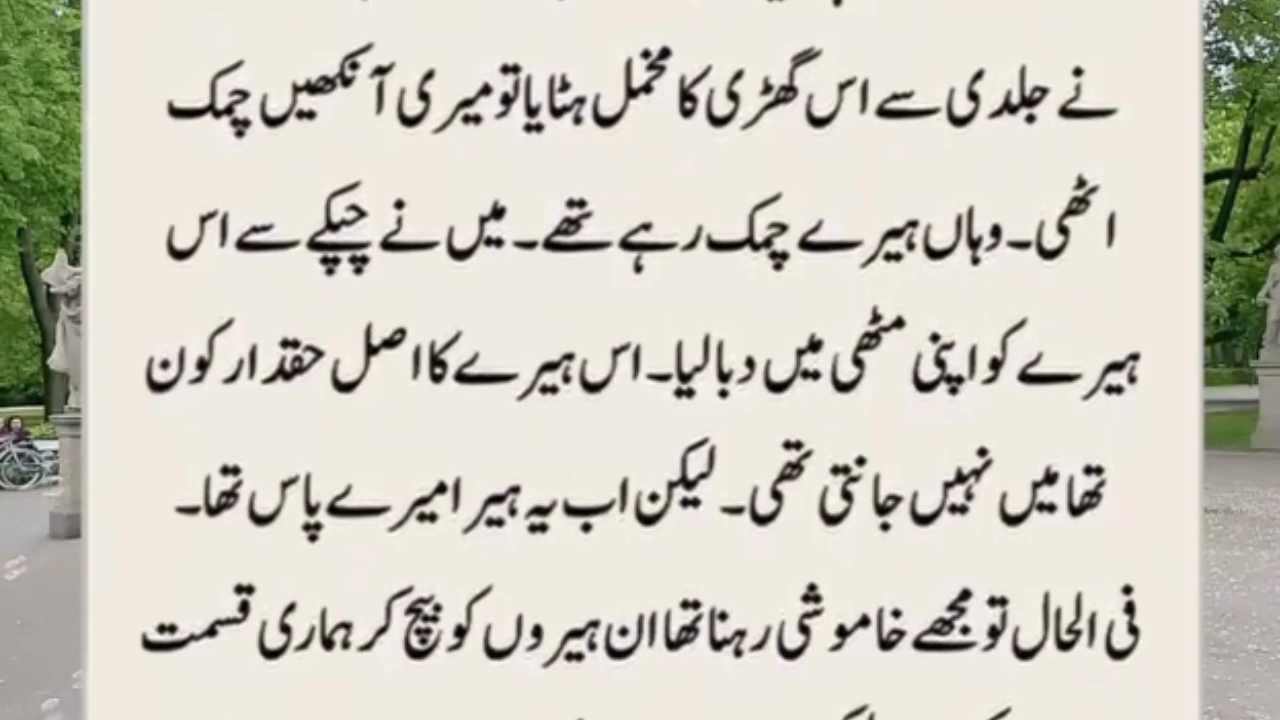 نے جلدی سے اس گھڑی کا مخمل ہٹایا تو میری آنکھیں چمک
اٹھی۔ وہاں ہیرے چمک رہے تھے۔ میں نے چپکے سے اس
ہیرے کو اپنی مٹھی میں دبا لیا۔ اس ہیرے کا اصل حقدار کون
تھا میں نہیں جانتی تھی۔ لیکن اب یہ ہیرا میرے پاس تھا۔
فی الحال تو مجھے خاموشی رہنا تھا ان ہیروں کو بیچ کر ہماری قسمت